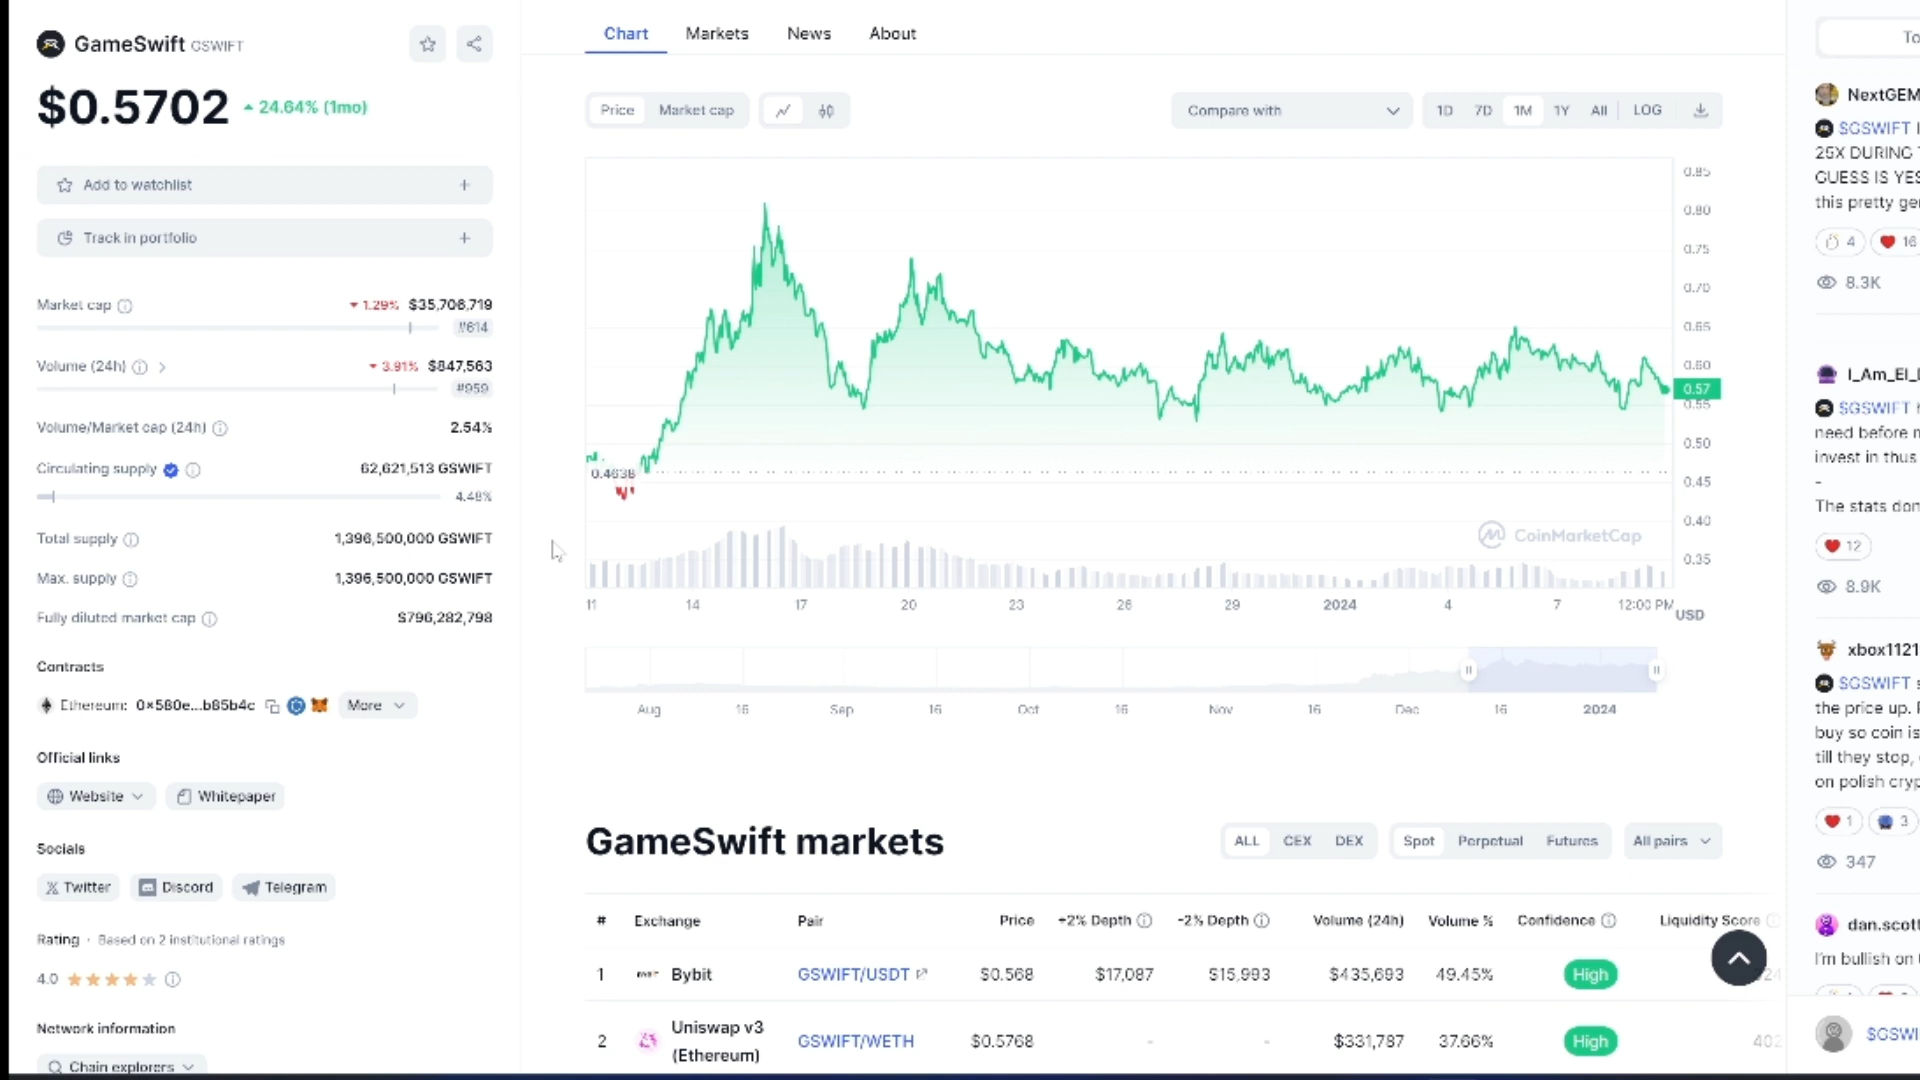 GameSwift GSWIFT
$0.5702 24.64% (1mo)
Add to watchlist +
Track in portfolio +
Market cap 1.29% $35,706,719
#614
Volume (24h) 3.91% $847,563
#959
Volume/Market cap (24h) 2.54%
Circulating supply 62,621,513 GSWIFT
4.48%
Total supply 1,396,500,000 GSWIFT
Max. supply 1,396,500,000 GSWIFT
Fully diluted market cap $796,282,798
Contracts
Ethereum: 0x580e...b85b4c More
Official links
Website Whitepaper
Socials
Twitter Discord Telegram
Rating · Based on 2 institutional ratings
4.0
Network information
Chain explorers
Chart Markets News About
Price Market cap
Compare with
1D 7D 1M 1Y All LOG
0.85
0.80
0.75
0.70
0.65
0.60
0.57
0.55
0.50
0.4638
0.45
0.40
0.35
CoinMarketCap
11 14 17 20 23 26 29 2024 4 7 12:00 PM
USD
Aug 16 Sep 16 Oct 16 Nov 16 Dec 16 2024
GameSwift markets
ALL CEX DEX Spot Perpetual Futures All pairs
# Exchange Pair Price +2% Depth -2% Depth Volume (24h) Volume % Confidence Liquidity Score
1 Bybit GSWIFT/USDT $0.568 $17,087 $15,993 $435,693 49.45% High
2 Uniswap v3 (Ethereum) GSWIFT/WETH $0.5768 - - $331,787 37.66% High 402
To
NextGEM
$GSWIFT
25X DURING
GUESS IS YES
this pretty ge
4 16
8.3K
I_Am_El_
$GSWIFT
need before
invest in thus
-
The stats don
12
8.9K
xbox1121
$GSWIFT s
the price up.
buy so coin is
till they stop,
on polish cryp
1 3
347
dan.scott
I'm bullish on
$GSWI